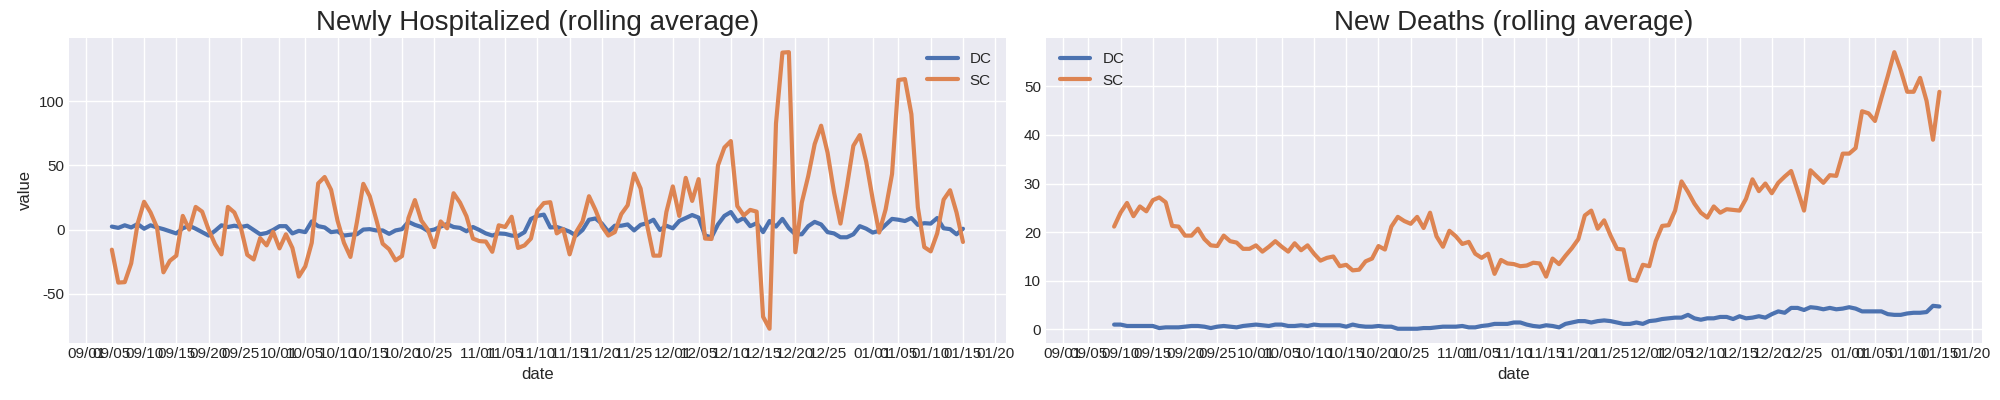 Newly Hospitalized (rolling average)
DC
SC
100
50
0
-50
value
09/01 09/05 09/10 09/15 09/20 09/25 10/01 10/05 10/10 10/15 10/20 10/25 11/01 11/05 11/10 11/15 11/20 11/25 12/01 12/05 12/10 12/15 12/20 12/25 01/01 01/05 01/10 01/15 01/20
date
New Deaths (rolling average)
DC
SC
50
40
30
20
10
0
09/01 09/05 09/10 09/15 09/20 09/25 10/01 10/05 10/10 10/15 10/20 10/25 11/01 11/05 11/10 11/15 11/20 11/25 12/01 12/05 12/10 12/15 12/20 12/25 01/01 01/05 01/10 01/15 01/20
date